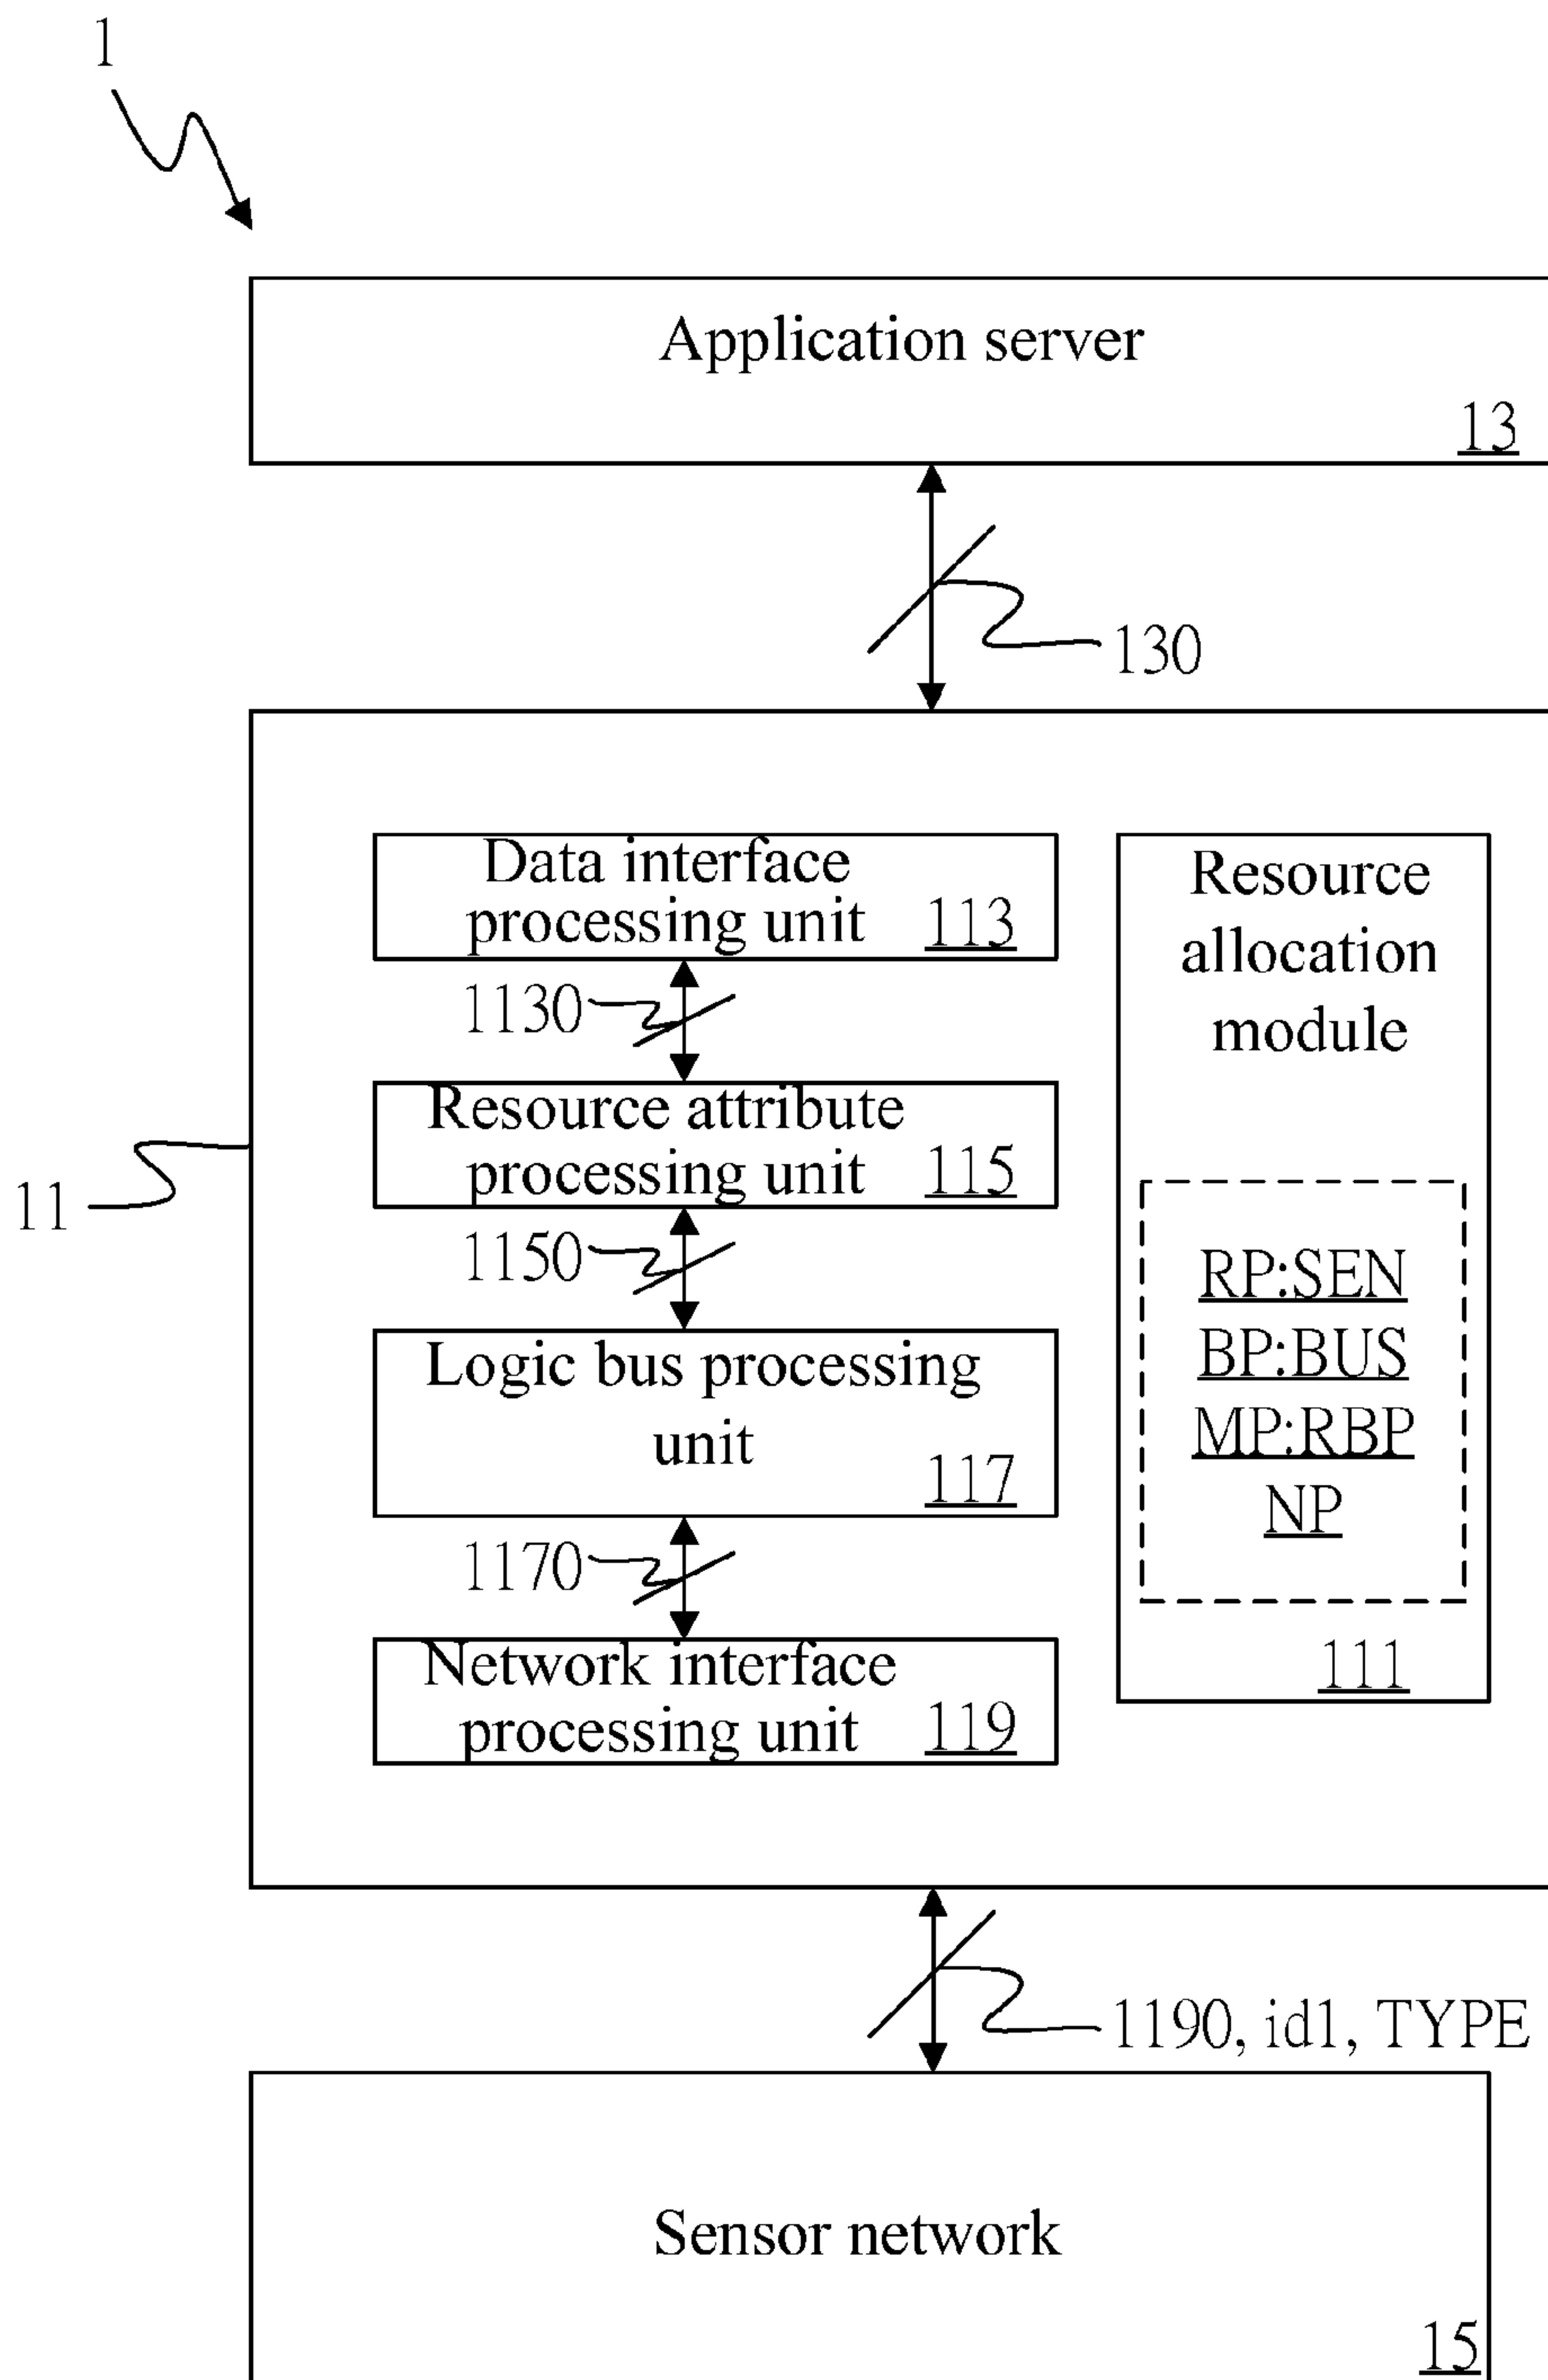 1
Application server
13
130
Data interface
processing unit 113
1130
Resource attribute
processing unit 115
1150
Logic bus processing
unit
117
1170
Network interface
processing unit 119
Resource
allocation
module
RP:SEN
BP:BUS
MP:RBP
NP
111
11
1190, id1, TYPE
Sensor network
15